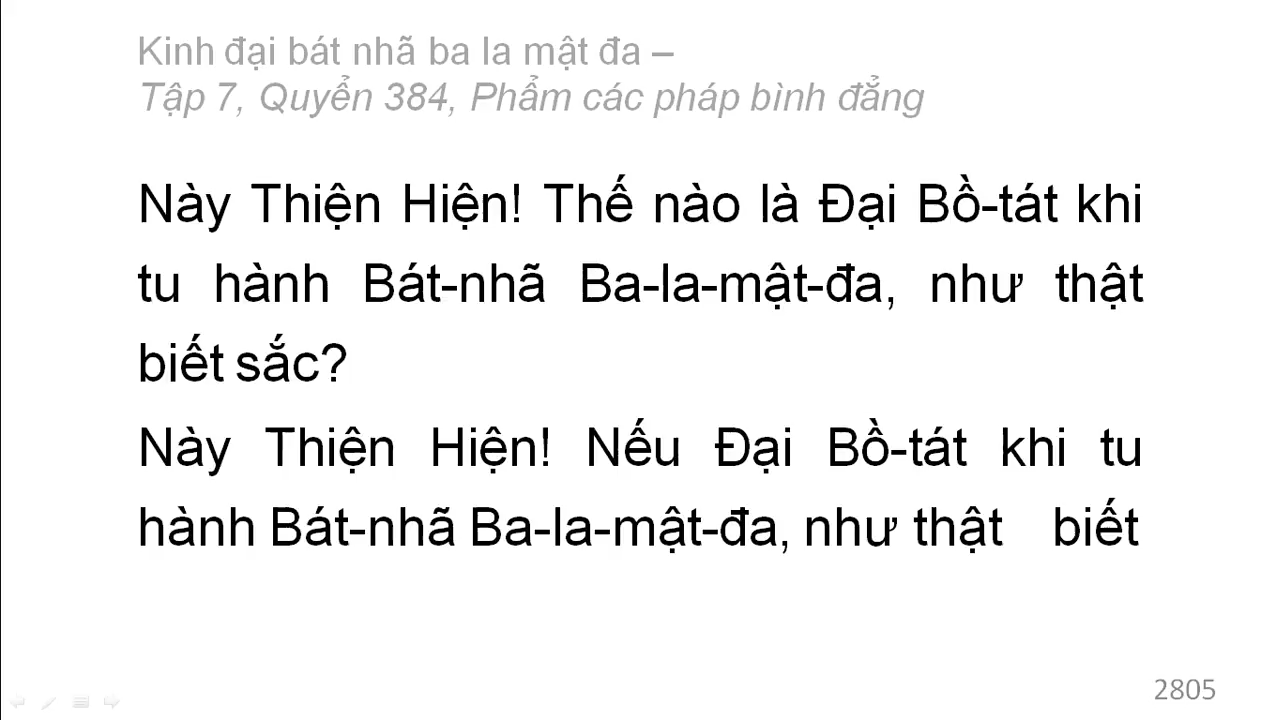 Kinh đại bát nhã ba la mật đa –
Tập 7, Quyển 384, Phẩm các pháp bình đẳng
Này Thiện Hiện! Thế nào là Đại Bồ-tát khi
tu hành Bát-nhã Ba-la-mật-đa, như thật
biết sắc?
Này Thiện Hiện! Nếu Đại Bồ-tát khi tu
hành Bát-nhã Ba-la-mật-đa, như thật biết
2805